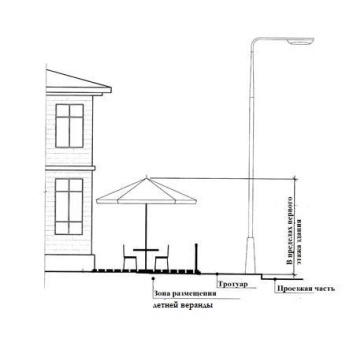 В пределах первого
этажа здания
Тротуар
Проезжая часть
Зона размещения
летней веранды